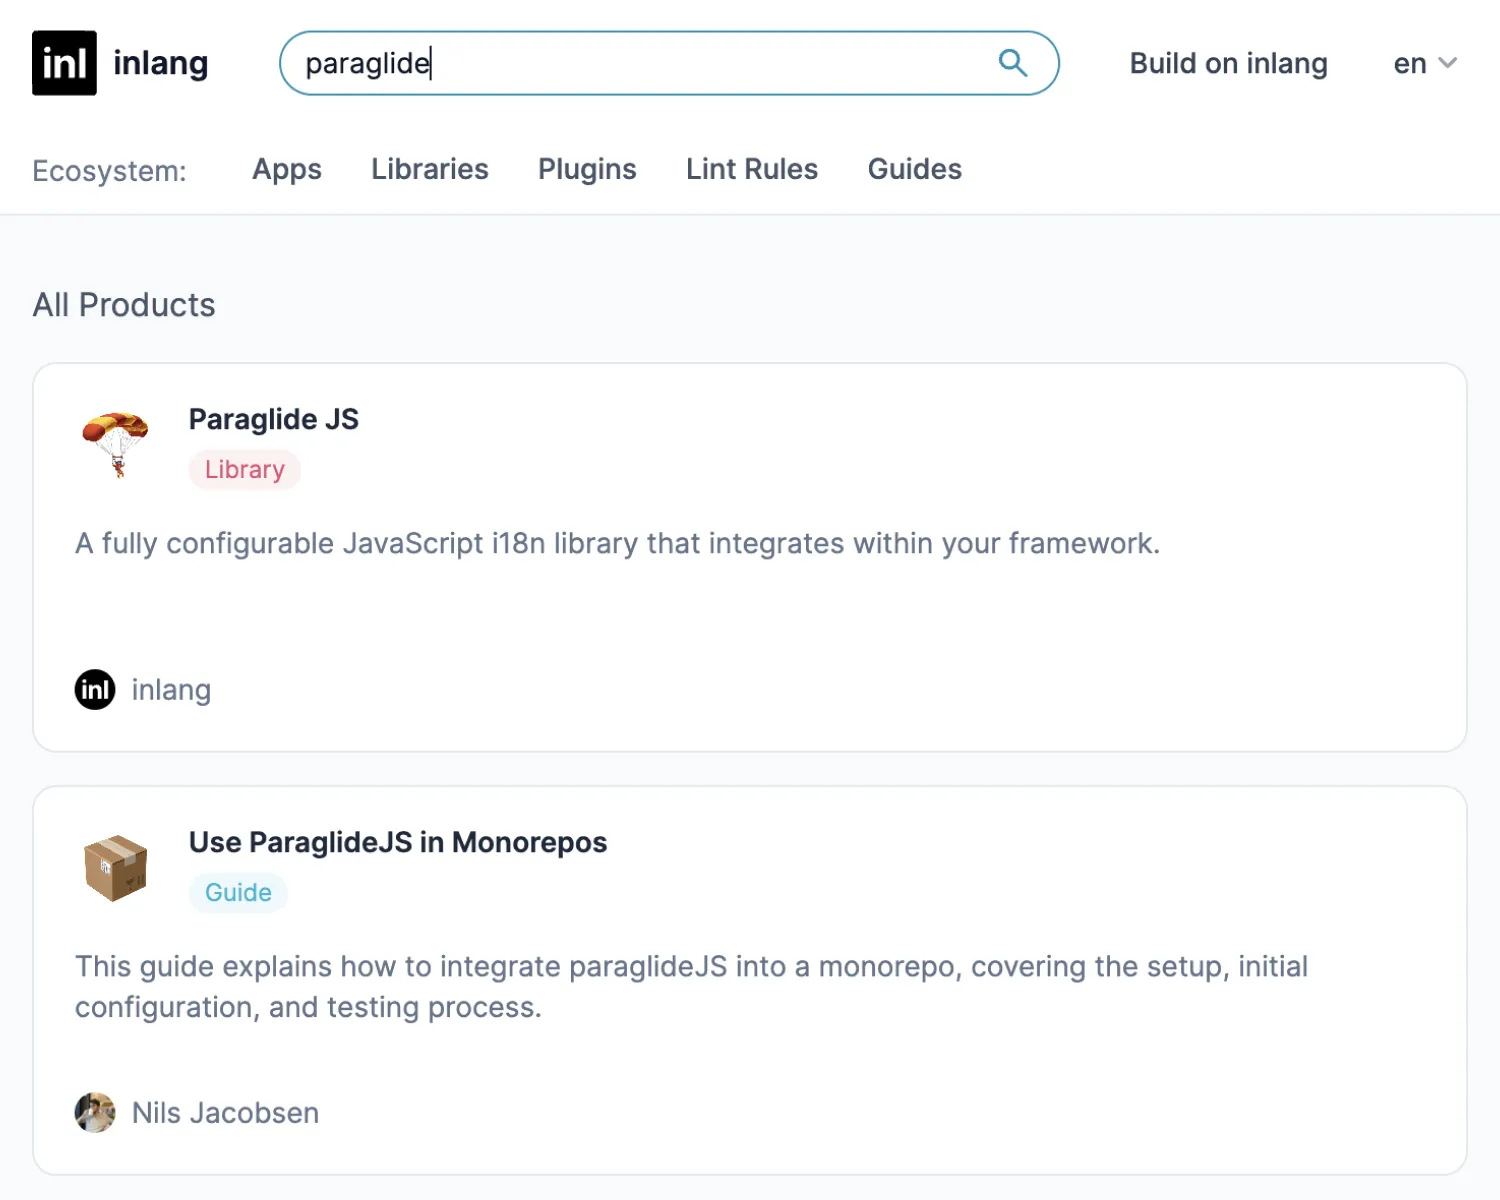 inl inlang
paraglide
Build on inlang
en
Ecosystem: Apps Libraries Plugins Lint Rules Guides
All Products
Paraglide JS
Library
A fully configurable JavaScript i18n library that integrates within your framework.
inl inlang
Use ParaglideJS in Monorepos
Guide
This guide explains how to integrate paraglideJS into a monorepo, covering the setup, initial
configuration, and testing process.
Nils Jacobsen